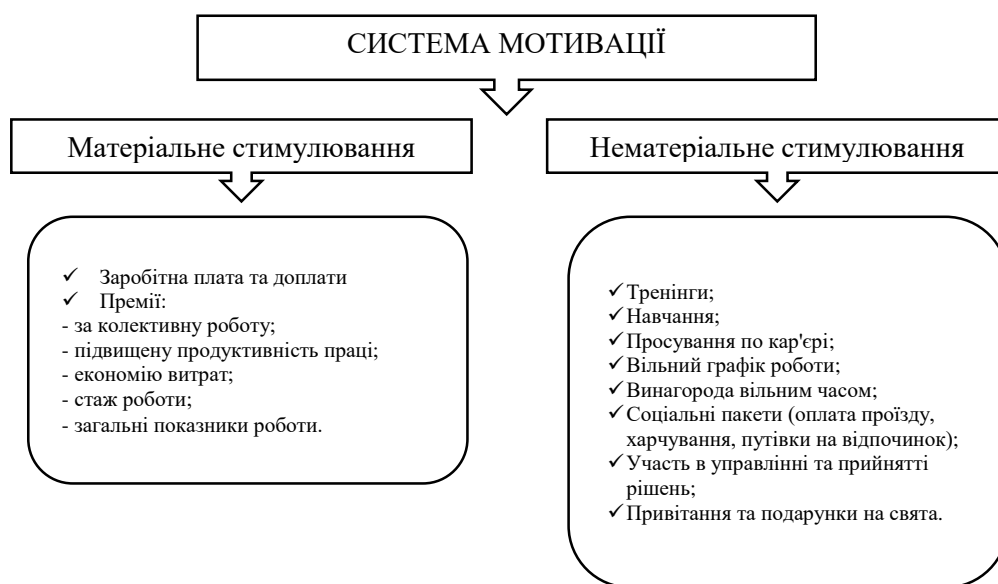 СИСТЕМА МОТИВАЦІЇ
Матеріальне стимулювання
Нематеріальне стимулювання
✓ Заробітна плата та доплати
✓ Премії:
- за колективну роботу;
- підвищену продуктивність праці;
- економію витрат;
- стаж роботи;
- загальні показники роботи.
✓ Тренінги;
✓ Навчання;
✓ Просування по кар'єрі;
✓ Вільний графік роботи;
✓ Винагорода вільним часом;
✓ Соціальні пакети (оплата проїзду,
харчування, путівки на відпочинок);
✓ Участь в управлінні та прийнятті
рішень;
✓ Привітання та подарунки на свята.